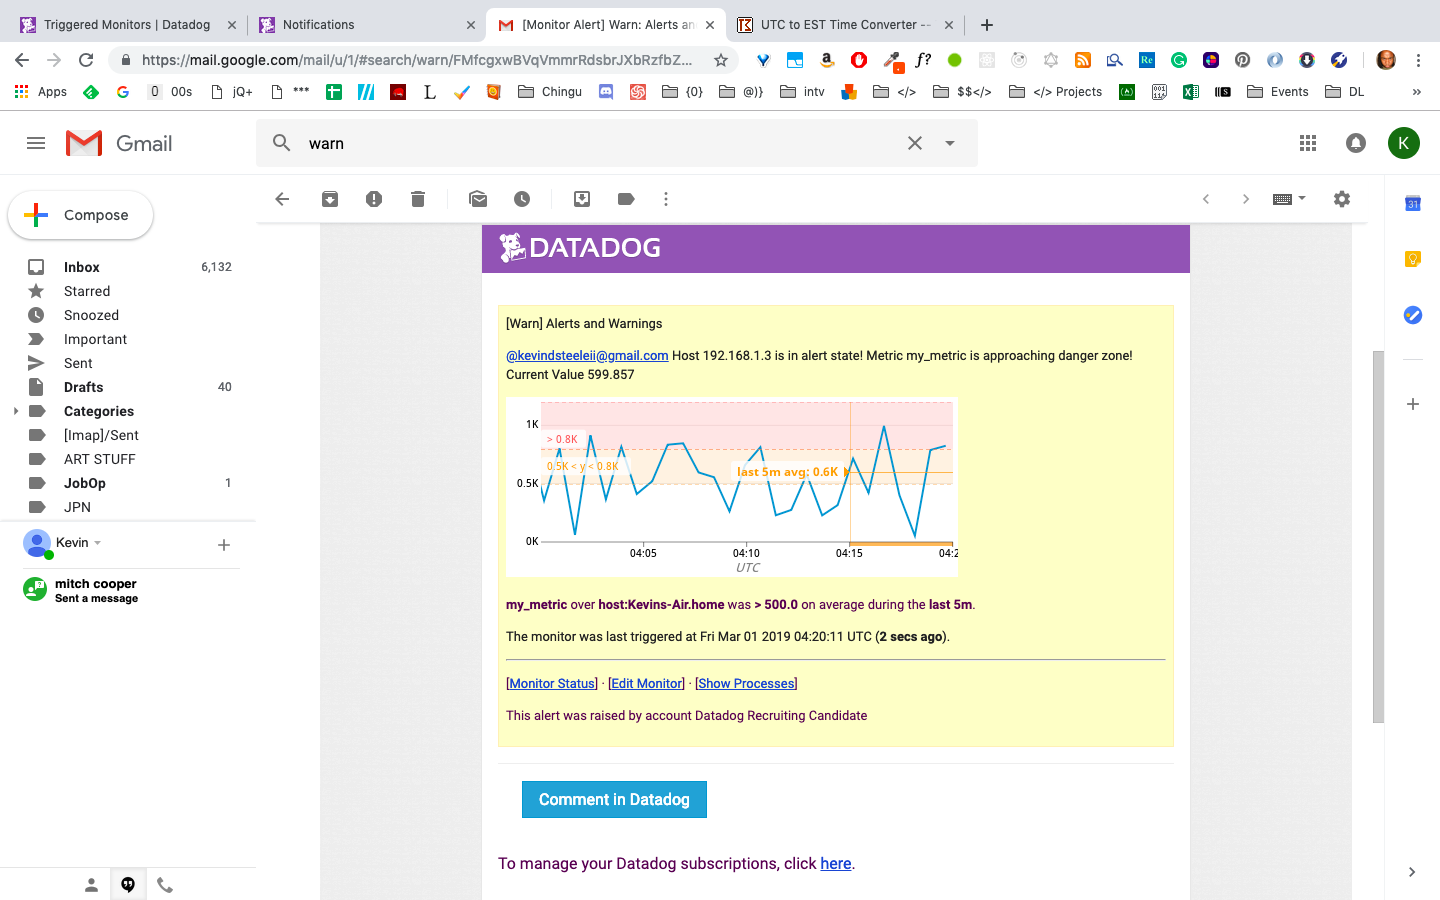 Triggered Monitors | Datadog
Notifications
[Monitor Alert] Warn: Alerts an
UTC to EST Time Converter --
https://mail.google.com/mail/u/1/#search/warn/FMfcgxwBVqVmmrRdsbrJXbRzfbZ...
Apps
G
0 00s
jQ+
***
L
Chingu
{0}
@)}
intv
</>
$$</>
</> Projects
Events
DL
»
Gmail
warn
K
Compose
Inbox 6,132
Starred
Snoozed
Important
Sent
Drafts 40
Categories
[Imap]/Sent
ART STUFF
JobOp 1
JPN
Kevin
mitch cooper
Sent a message
31
DATADOG
[Warn] Alerts and Warnings
@kevindsteeleii@gmail.com Host 192.168.1.3 is in alert state! Metric my_metric is approaching danger zone!
Current Value 599.857
1K
> 0.8K
0.5K < y < 0.8K
last 5m avg: 0.6K
0.5K
0K
04:05 04:10 04:15 04:2
UTC
my_metric over host:Kevins-Air.home was > 500.0 on average during the last 5m.
The monitor was last triggered at Fri Mar 01 2019 04:20:11 UTC (2 secs ago).
[Monitor Status] · [Edit Monitor] · [Show Processes]
This alert was raised by account Datadog Recruiting Candidate
Comment in Datadog
To manage your Datadog subscriptions, click here.